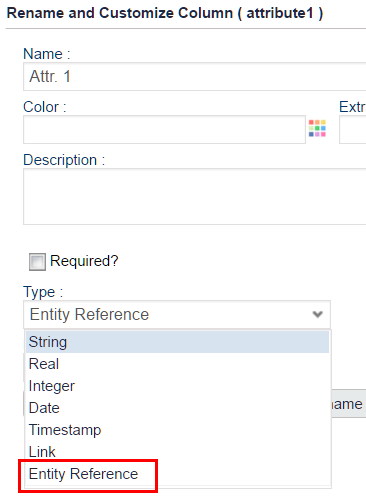 Rename and Customize Column ( attribute1 )
Name :
Attr. 1
Color :
Extr
Description :
Required?
Type :
Entity Reference
String
Real
Integer
Date
ame
Timestamp
Link
Entity Reference